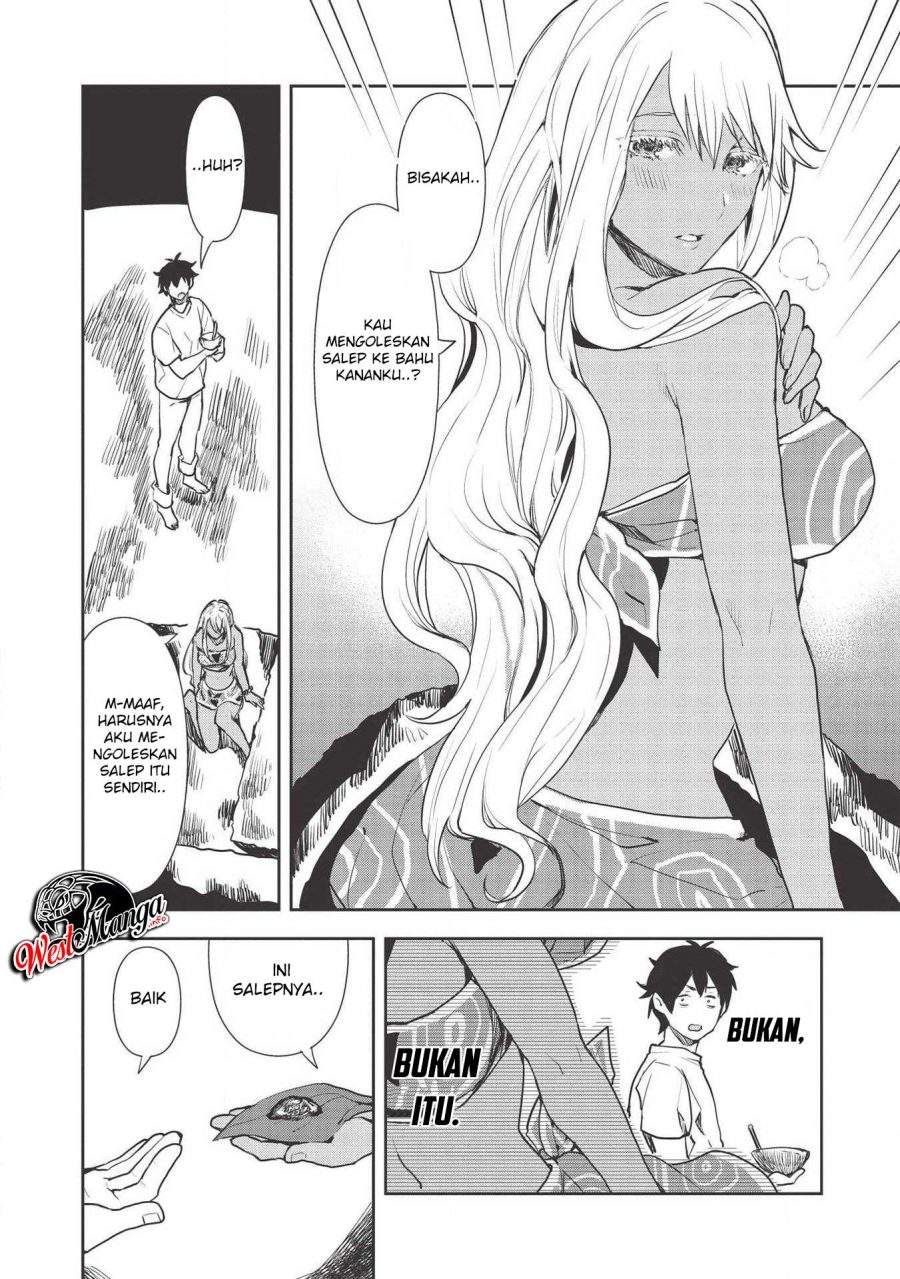 BISAKAH..
KAU
MENGOLESKAN
SALEP KE BAHU
KANANKU..?
..HUH?
M-MAAF,
HARUSNYA
AKU ME-
NGOLESKAN
SALEP ITU
SENDIRI..
BUKAN,
BUKAN
ITU.
INI
SALEPNYA..
BAIK
WestManga
.info